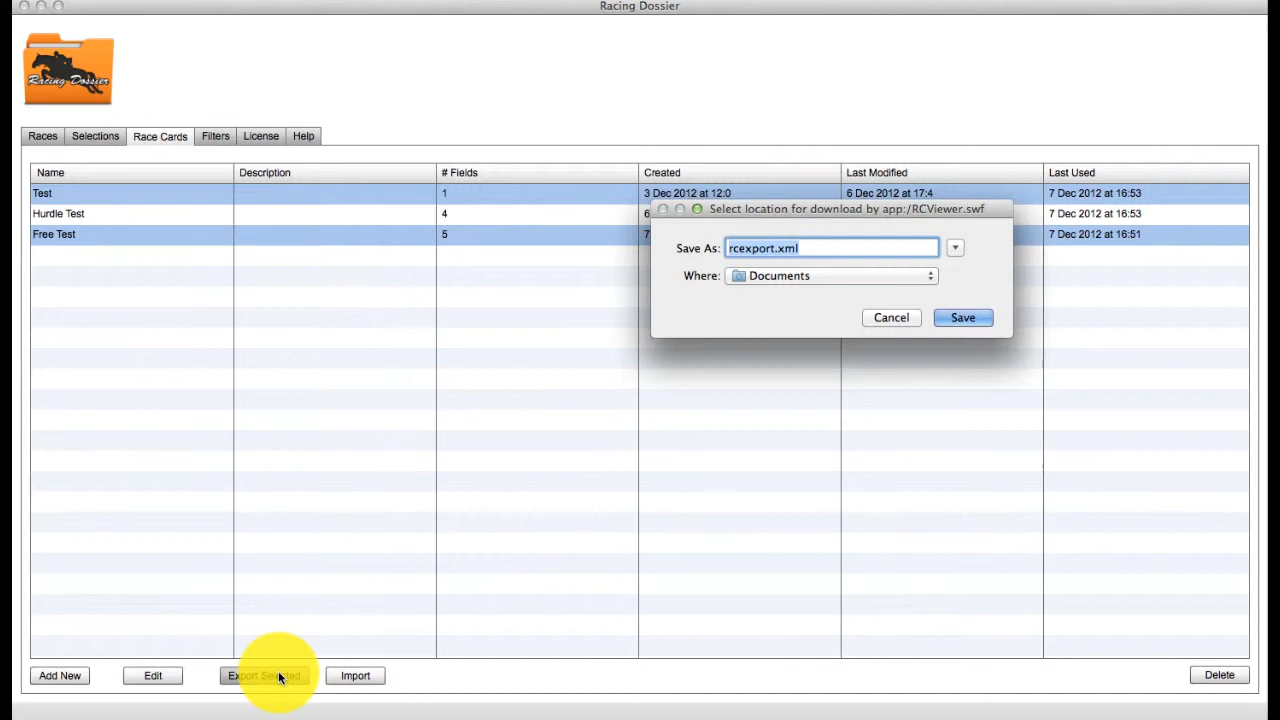 Racing Dossier
Racing Dossier
Races Selections Race Cards Filters License Help
Name Description # Fields Created Last Modified Last Used
Test 1 3 Dec 2012 at 12:0 6 Dec 2012 at 17:4 7 Dec 2012 at 16:53
Hurdle Test 4 6 7 Dec 2012 at 16:53
Free Test 5 7 7 Dec 2012 at 16:51
Select location for download by app:/RCViewer.swf
Save As: rcexport.xml
Where: Documents
Cancel Save
Add New Edit Export Selected Import Delete